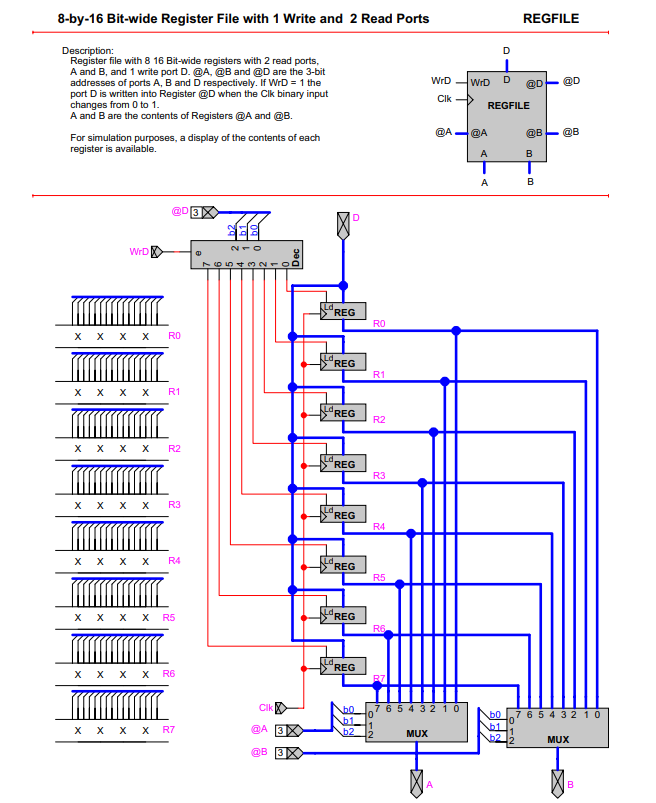 8-by-16 Bit-wide Register File with 1 Write and 2 Read Ports
REGFILE
Description:
Register file with 8 16 Bit-wide registers with 2 read ports,
A and B, and 1 write port D. @A, @B and @D are the 3-bit
addresses of ports A, B and D respectively. If WrD = 1 the
port D is written into Register @D when the Clk binary input
changes from 0 to 1.
A and B are the contents of Registers @A and @B.
For simulation purposes, a display of the contents of each
register is available.
D
WrD WrD D @D @D
Clk
REGFILE
@A @A @B @B
A B
A B
@D 3
b2 b1 b0
D
2 1 0
WrD e Dec
7 6 5 4 3 2 1 0
Ld
REG
X X X X R0
R0
Ld
REG
R1
X X X X R1
Ld
REG
R2
X X X X R2
Ld
REG
R3
X X X X R3
Ld
REG
R4
X X X X R4
Ld
REG
R5
X X X X R5
Ld
REG
R6
X X X X R6
Ld
REG
R7
Clk
b0 0 7 6 5 4 3 2 1 0
b0 0 7 6 5 4 3 2 1 0
X X X X R7
@A 3
b1 1
b2 2
MUX
b1 1
b2 2
MUX
@B 3
A
B